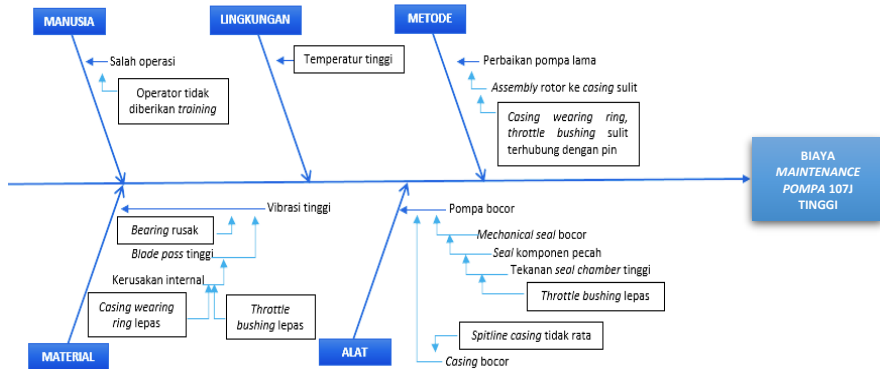 MANUSIA
LINGKUNGAN
METODE
Salah operasi
Operator tidak
diberikan training
Temperatur tinggi
Perbaikan pompa lama
Assembly rotor ke casing sulit
Casing wearing ring,
throttle bushing sulit
terhubung dengan pin
BIAYA
MAINTENANCE
POMPA 107J
TINGGI
Vibrasi tinggi
Bearing rusak
Blade pass tinggi
Kerusakan internal
Casing wearing
ring lepas
Throttle
bushing lepas
Pompa bocor
Mechanical seal bocor
Seal komponen pecah
Tekanan seal chamber tinggi
Throttle bushing lepas
Spitline casing tidak rata
Casing bocor
MATERIAL
ALAT